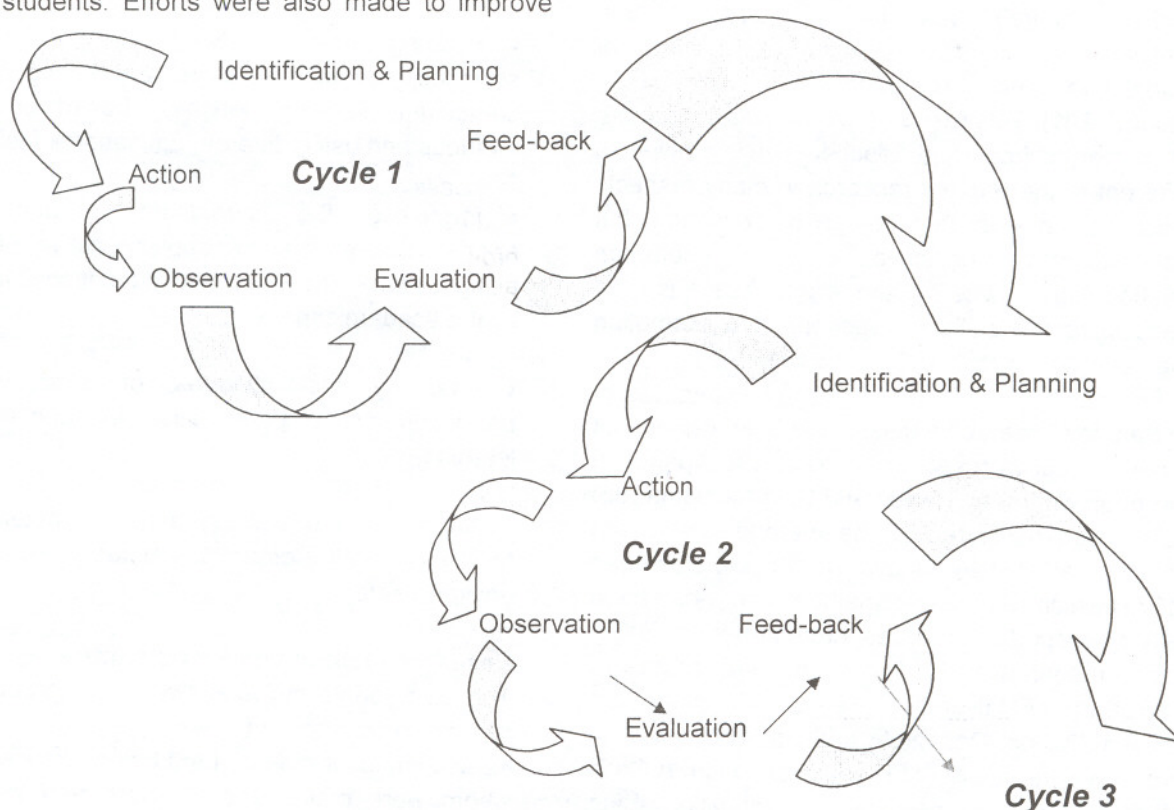 students. Efforts were also made to improve
Identification & Planning
Feed-back
Action
Cycle 1
Observation
Evaluation
Identification & Planning
Action
Cycle 2
Observation
Feed-back
Evaluation
Cycle 3